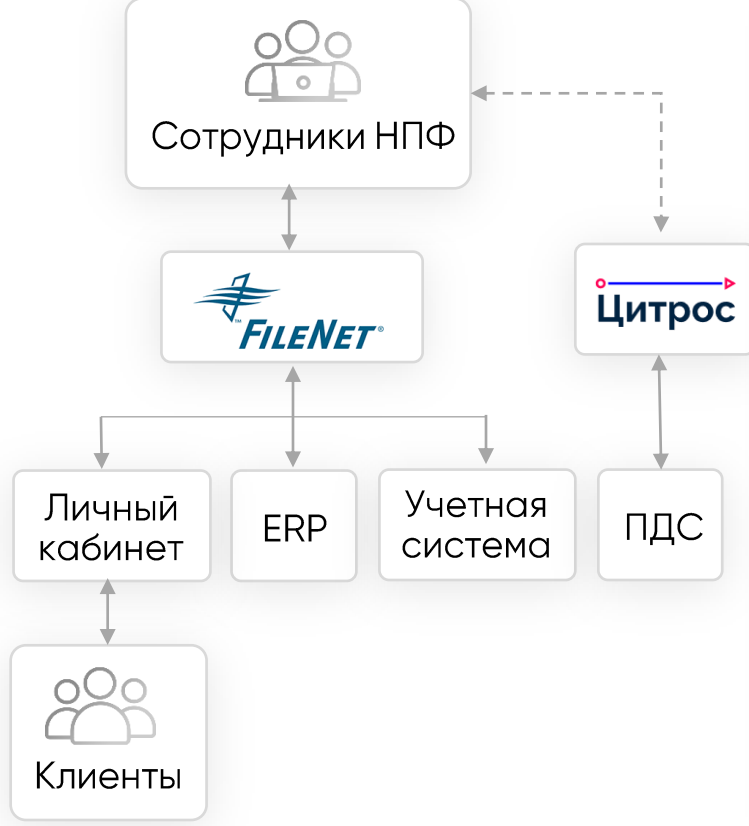 Сотрудники НПФ
FILENET®
Цитрос
Личный
кабинет
ERP
Учетная
система
ПДС
Клиенты